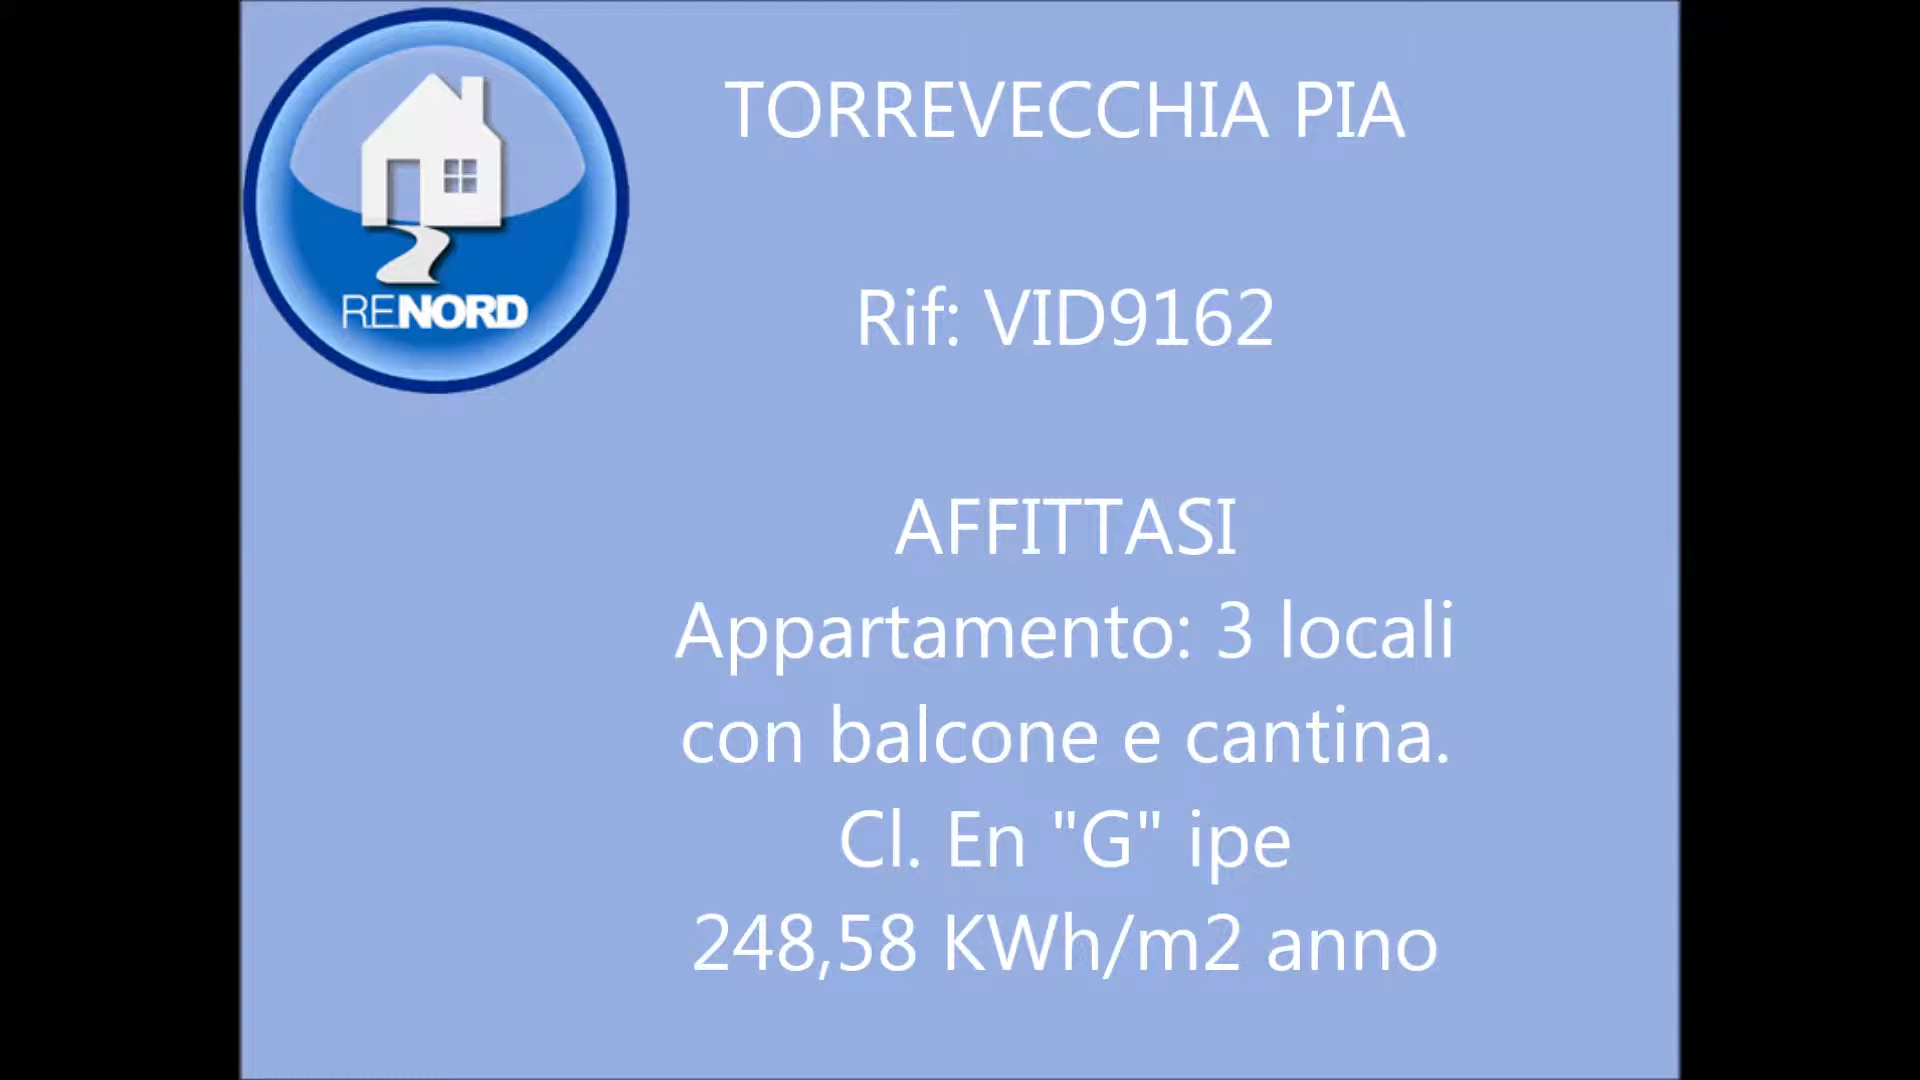 RENORD
TORREVECCHIA PIA
Rif: VID9162
AFFITTASI
Appartamento: 3 locali
con balcone e cantina.
Cl. En "G" ipe
248,58 KWh/m2 anno